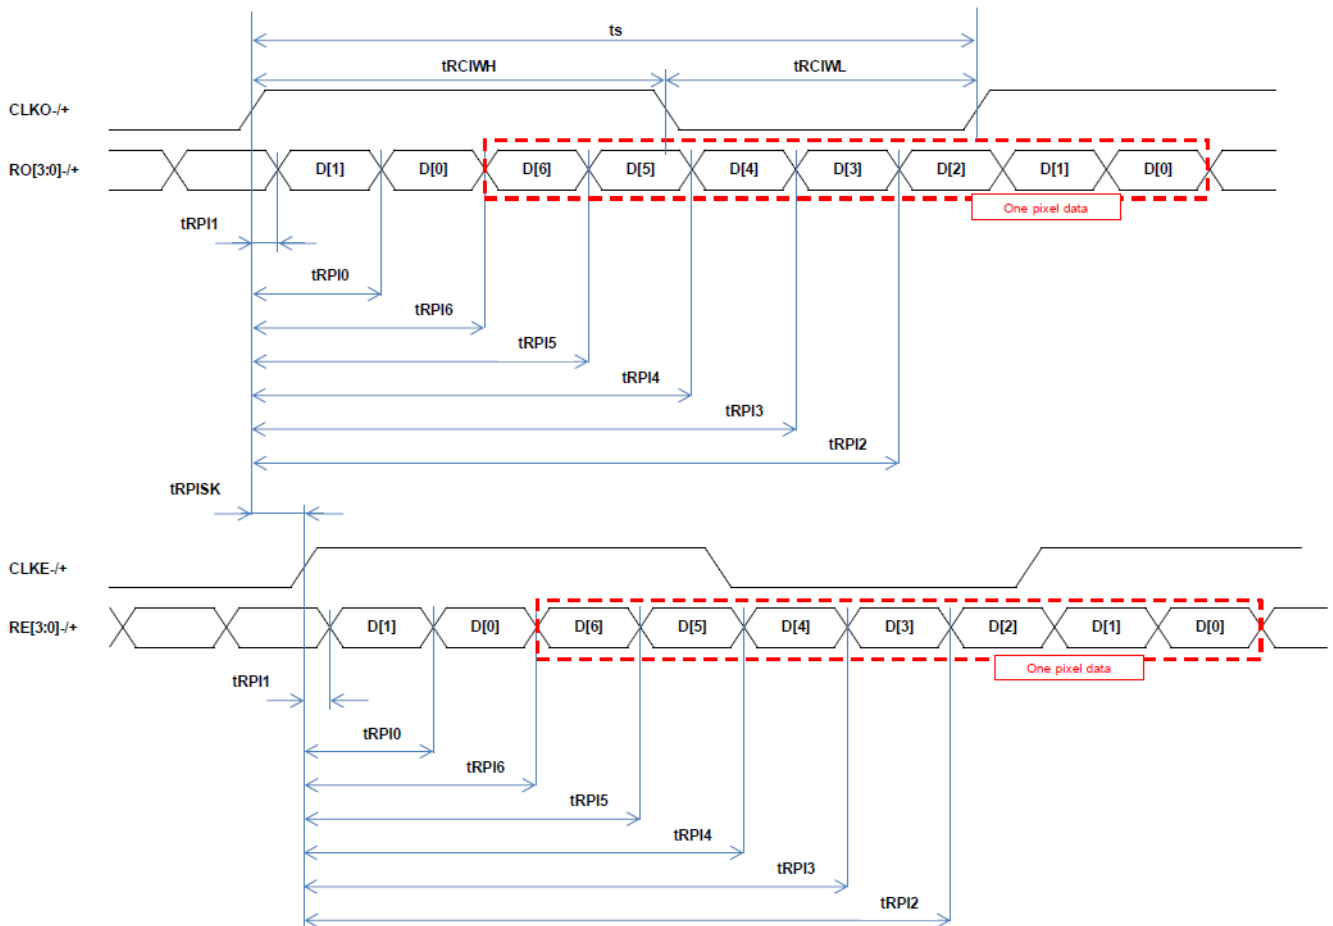 ts
tRCIWH tRCIWL
CLKO-/+
RO[3:0]-/+ D[1] D[0] D[6] D[5] D[4] D[3] D[2] D[1] D[0]
One pixel data
tRPI1
tRPI0
tRPI6
tRPI5
tRPI4
tRPI3
tRPI2
tRPISK
CLKE-/+
RE[3:0]-/+ D[1] D[0] D[6] D[5] D[4] D[3] D[2] D[1] D[0]
One pixel data
tRPI1
tRPI0
tRPI6
tRPI5
tRPI4
tRPI3
tRPI2